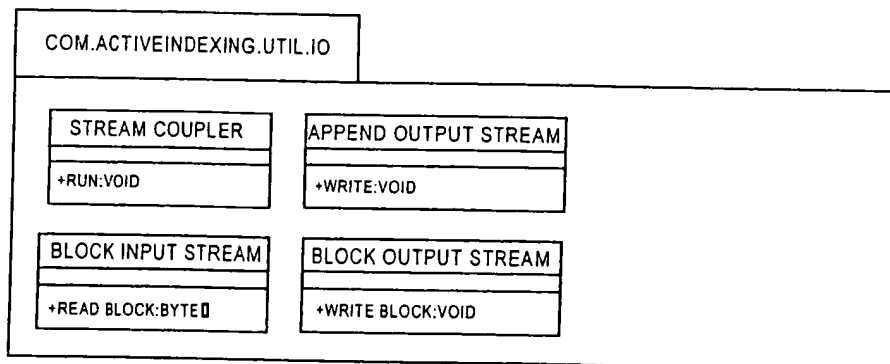 COM.ACTIVEINDEXING.UTIL.IO
STREAM COUPLER
+RUN:VOID
APPEND OUTPUT STREAM
+WRITE:VOID
BLOCK INPUT STREAM
+READ BLOCK:BYTE[]
BLOCK OUTPUT STREAM
+WRITE BLOCK:VOID